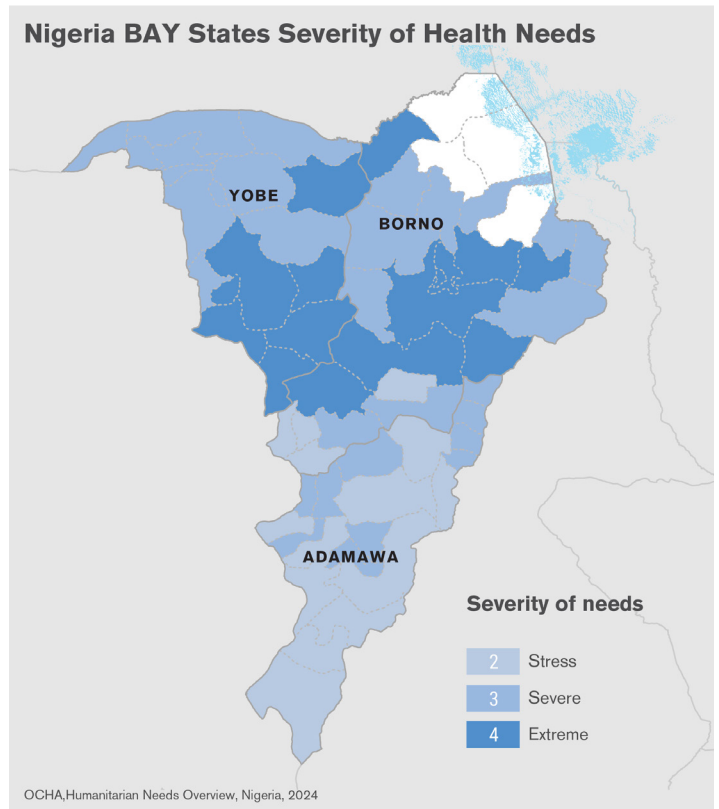 Nigeria BAY States Severity of Health Needs
YOBE
BORNO
ADAMAWA
Severity of needs
2 Stress
3 Severe
4 Extreme
OCHA,Humanitarian Needs Overview, Nigeria, 2024